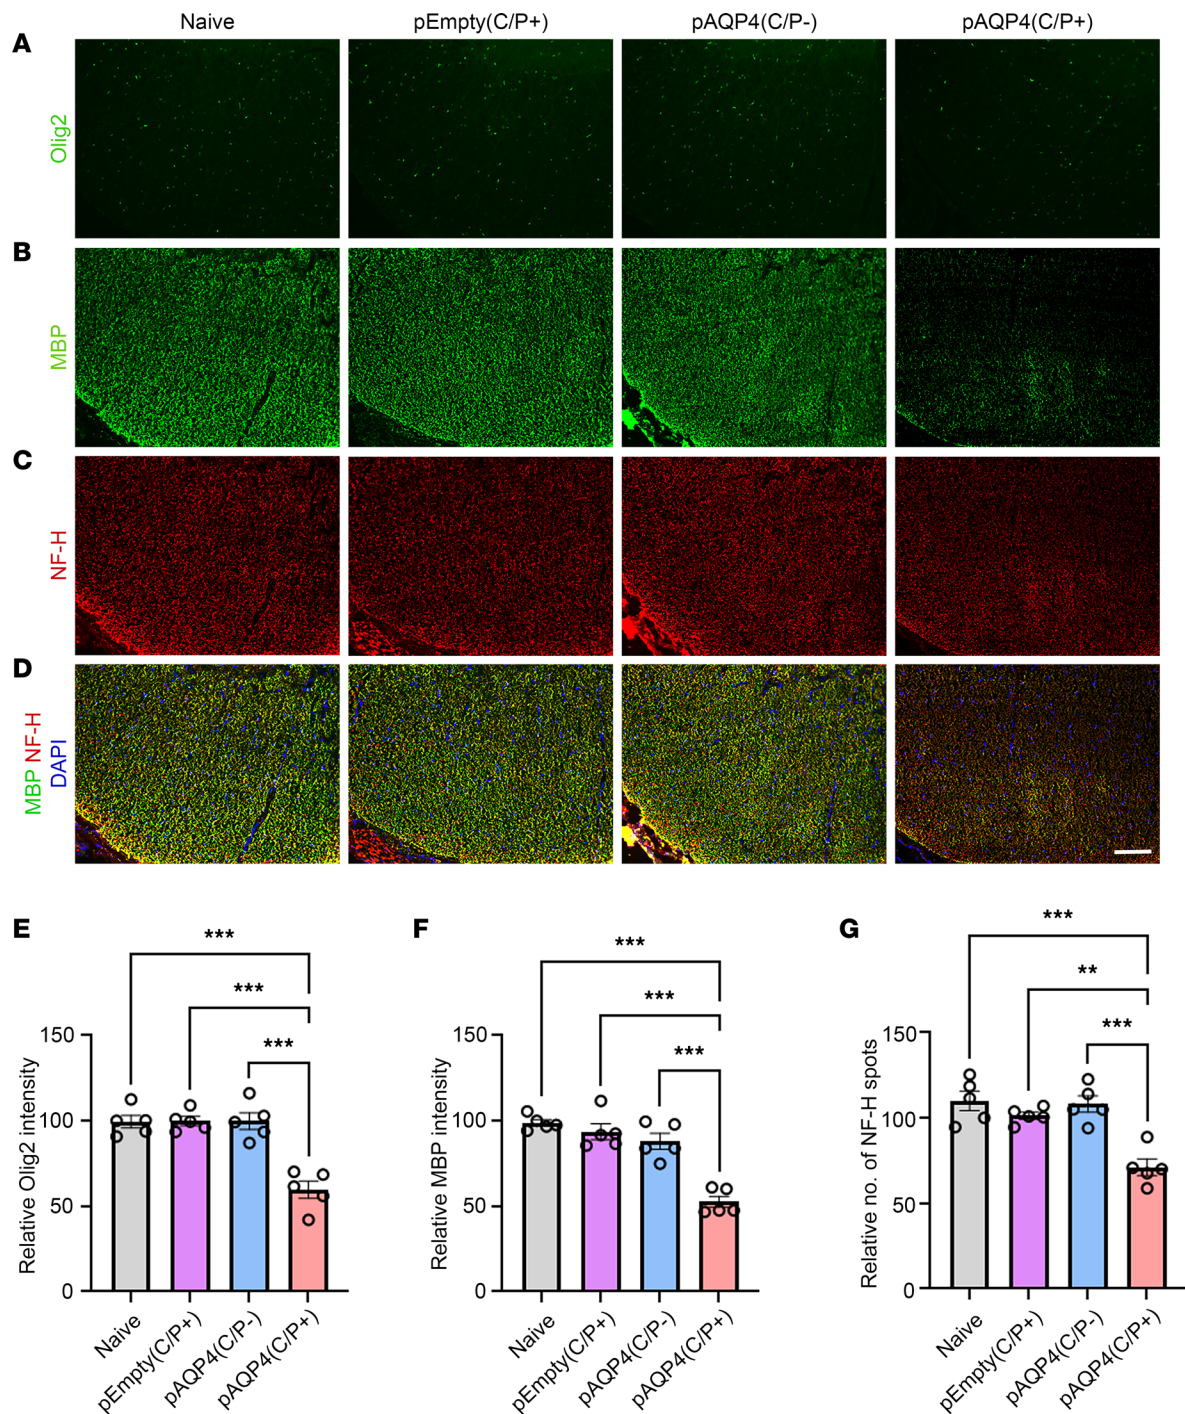 Naive pEmpty(C/P+) pAQP4(C/P-) pAQP4(C/P+)
A
Olig2
B
MBP
C
NF-H
D
MBP NF-H
DAPI
E
***
***
***
Relative Olig2 intensity
150
100
50
0
Naive
pEmpty(C/P+)
pAQP4(C/P-)
pAQP4(C/P+)
F
***
***
***
Relative MBP intensity
150
100
50
0
Naive
pEmpty(C/P+)
pAQP4(C/P-)
pAQP4(C/P+)
G
***
**
***
Relative no. of NF-H spots
150
100
50
0
Naive
pEmpty(C/P+)
pAQP4(C/P-)
pAQP4(C/P+)